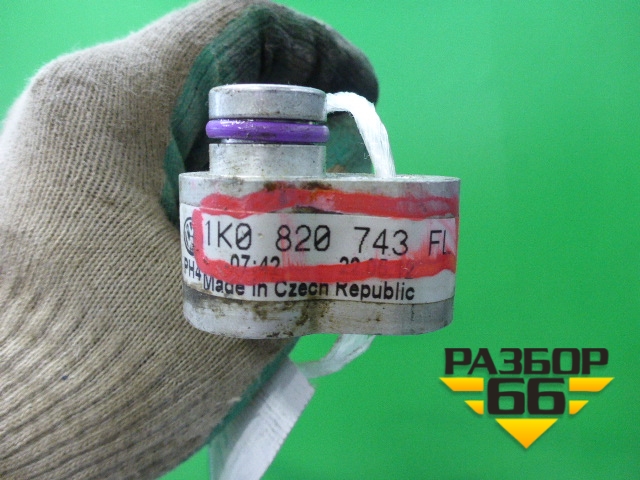 1K0 820 743 FL
07:42
PH4
Made in Czech Republic
РАЗБОР
66